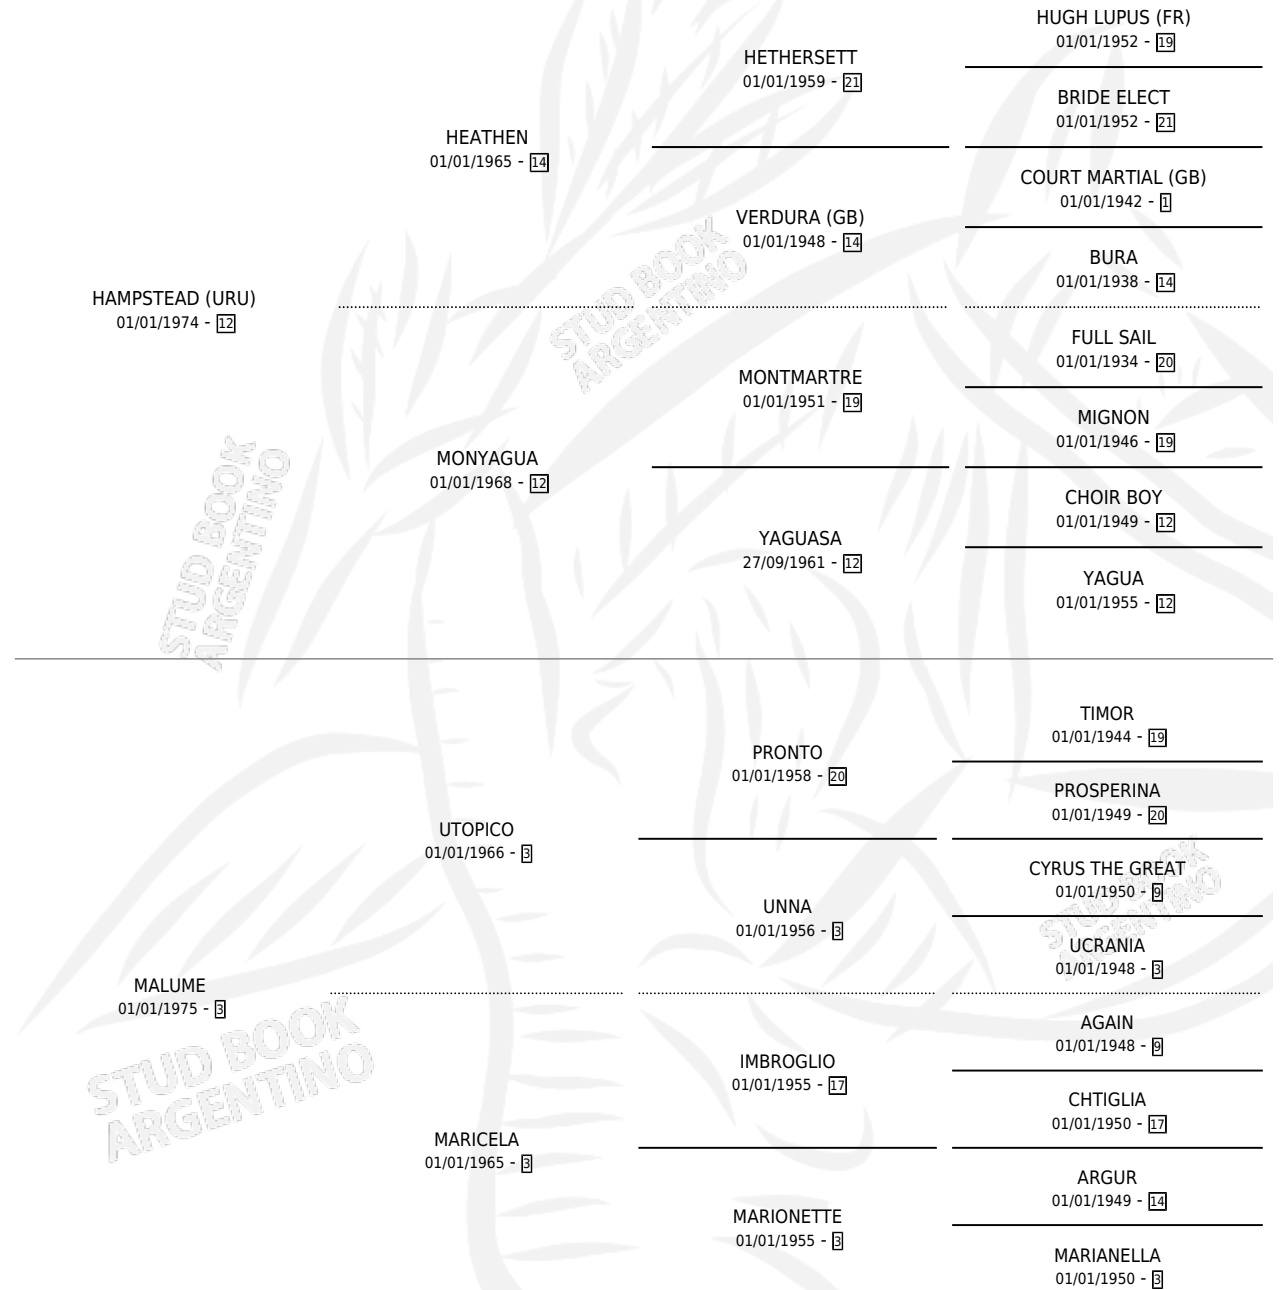 HUGH LUPUS (FR)
01/01/1952 - 19
HETHERSETT
01/01/1959 - 21
BRIDE ELECT
01/01/1952 - 21
HEATHEN
01/01/1965 - 14
COURT MARTIAL (GB)
01/01/1942 - 1
VERDURA (GB)
01/01/1948 - 14
BURA
01/01/1938 - 14
HAMPSTEAD (URU)
01/01/1974 - 12
STUD BOOK
ARGENTINO
FULL SAIL
01/01/1934 - 20
MONTMARTRE
01/01/1951 - 19
MIGNON
01/01/1946 - 19
MONYAGUA
01/01/1968 - 12
CHOIR BOY
01/01/1949 - 12
YAGUASA
27/09/1961 - 12
YAGUA
01/01/1955 - 12
STUD BOOK
ARGENTINO
TIMOR
01/01/1944 - 19
PRONTO
01/01/1958 - 20
PROSPERINA
01/01/1949 - 20
UTOPICO
01/01/1966 - 3
CYRUS THE GREAT
01/01/1950 - 9
UNNA
01/01/1956 - 3
UCRANIA
01/01/1948 - 3
STUD BOOK
ARGENTINO
MALUME
01/01/1975 - 3
AGAIN
01/01/1948 - 9
IMBROGLIO
01/01/1955 - 17
CHTIGLIA
01/01/1950 - 17
STUD BOOK
ARGENTINO
MARICELA
01/01/1965 - 3
ARGUR
01/01/1949 - 14
MARIONETTE
01/01/1955 - 3
MARIANELLA
01/01/1950 - 3